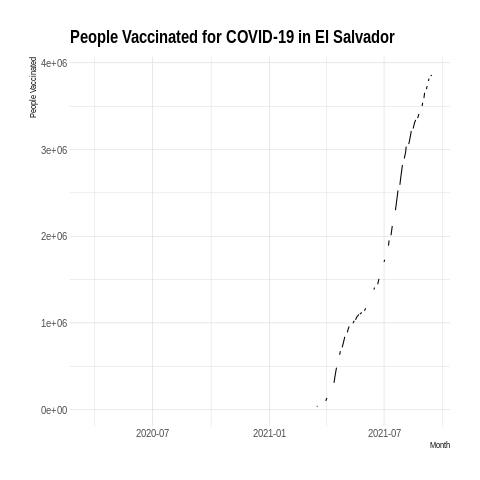 People Vaccinated for COVID-19 in El Salvador
People Vaccinated
4e+06
3e+06
2e+06
1e+06
0e+00
2020-07
2021-01
2021-07
Month